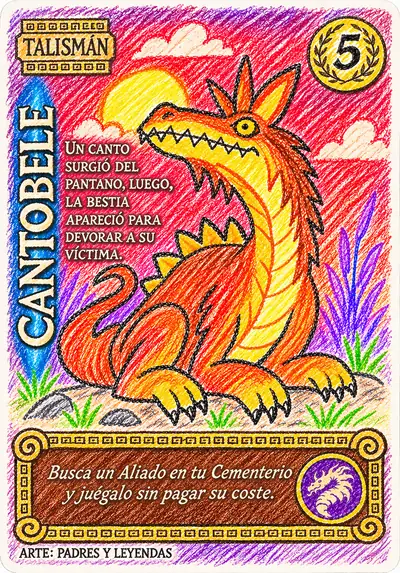 TALISMÁN
5
CANTOBELE
UN CANTO
SURGIÓ DEL
PANTANO, LUEGO,
LA BESTIA
APARECIÓ PARA
DEVORAR A SU
VÍCTIMA.
Busca un Aliado en tu Cementerio
y juégalo sin pagar su coste.
ARTE: PADRES Y LEYENDAS